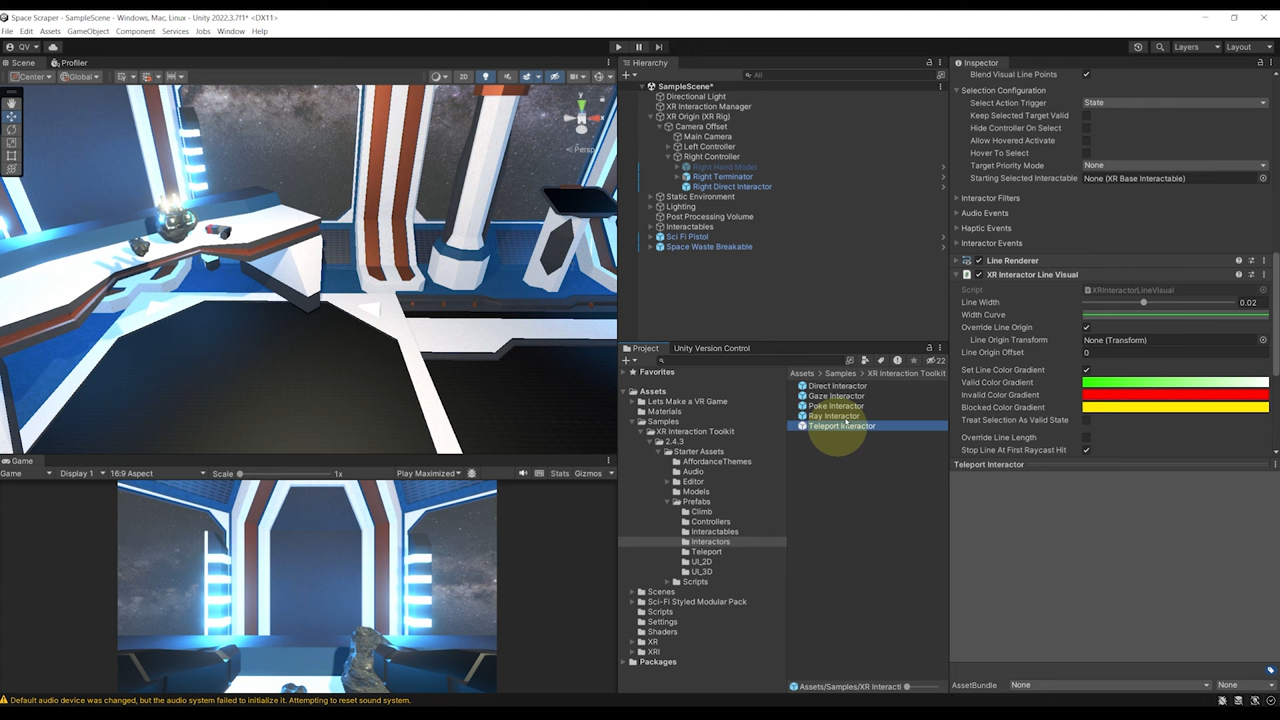 Space Scraper - SampleScene - Windows, Mac, Linux - Unity 2022.3.7f1* <DX11>
File Edit Assets GameObject Component Services Jobs Window Help
QV Layers Layout
Scene Profiler
Center Global 2D
y
Persp
Game
Game Display 1 16:9 Aspect Scale 1x Play Maximized Stats Gizmos
Hierarchy
All
SampleScene*
Directional Light
XR Interaction Manager
XR Origin (XR Rig)
Camera Offset
Main Camera
Left Controller
Right Controller
Right Hand Model
Right Terminator
Right Direct Interactor
Static Environment
Lighting
Post Processing Volume
Interactables
Sci Fi Pistol
Space Waste Breakable
Project Unity Version Control
22
Favorites
Assets
Lets Make a VR Game
Materials
Samples
XR Interaction Toolkit
2.4.3
Starter Assets
AffordanceThemes
Audio
Editor
Models
Prefabs
Climb
Controllers
Interactables
Interactors
Teleport
UI_2D
UI_3D
Scripts
Scenes
Sci-Fi Styled Modular Pack
Scripts
Settings
Shaders
XR
XRI
Packages
Assets > Samples > XR Interaction Toolkit
Direct Interactor
Gaze Interactor
Poke Interactor
Ray Interactor
Teleport Interactor
Assets/Samples/XR Interacti
Inspector
Blend Visual Line Points
Selection Configuration
Select Action Trigger State
Keep Selected Target Valid
Hide Controller On Select
Allow Hovered Activate
Hover To Select
Target Priority Mode None
Starting Selected Interactable None (XR Base Interactable)
Interactor Filters
Audio Events
Haptic Events
Interactor Events
Line Renderer
XR Interactor Line Visual
Script XRInteractorLineVisual
Line Width 0.02
Width Curve
Override Line Origin
Line Origin Transform None (Transform)
Line Origin Offset 0
Set Line Color Gradient
Valid Color Gradient
Invalid Color Gradient
Blocked Color Gradient
Treat Selection As Valid State
Override Line Length
Stop Line At First Raycast Hit
Teleport Interactor
AssetBundle None None
Default audio device was changed, but the audio system failed to initialize it. Attempting to reset sound system.